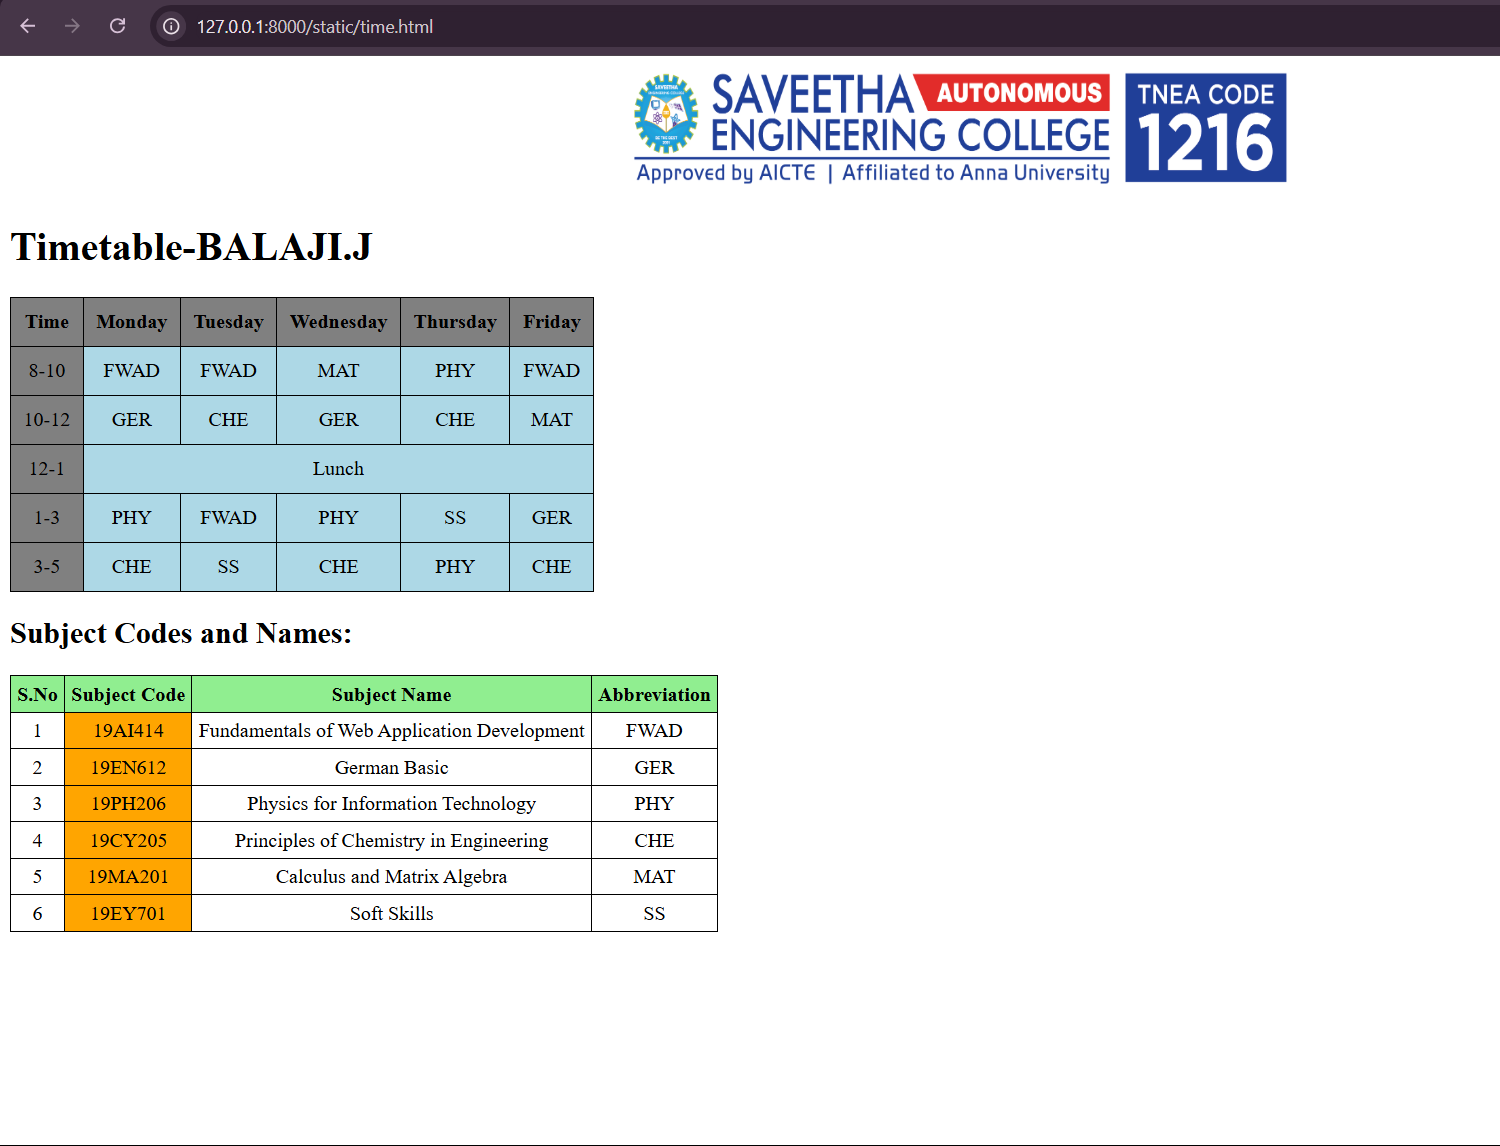 127.0.0.1:8000/static/time.html
SAVEETHA AUTONOMOUS
ENGINEERING COLLEGE
Approved by AICTE | Affiliated to Anna University
TNEA CODE
1216
Timetable-BALAJI.J
Time Monday Tuesday Wednesday Thursday Friday
8-10 FWAD FWAD MAT PHY FWAD
10-12 GER CHE GER CHE MAT
12-1 Lunch
1-3 PHY FWAD PHY SS GER
3-5 CHE SS CHE PHY CHE
Subject Codes and Names:
S.No Subject Code Subject Name Abbreviation
1 19AI414 Fundamentals of Web Application Development FWAD
2 19EN612 German Basic GER
3 19PH206 Physics for Information Technology PHY
4 19CY205 Principles of Chemistry in Engineering CHE
5 19MA201 Calculus and Matrix Algebra MAT
6 19EY701 Soft Skills SS